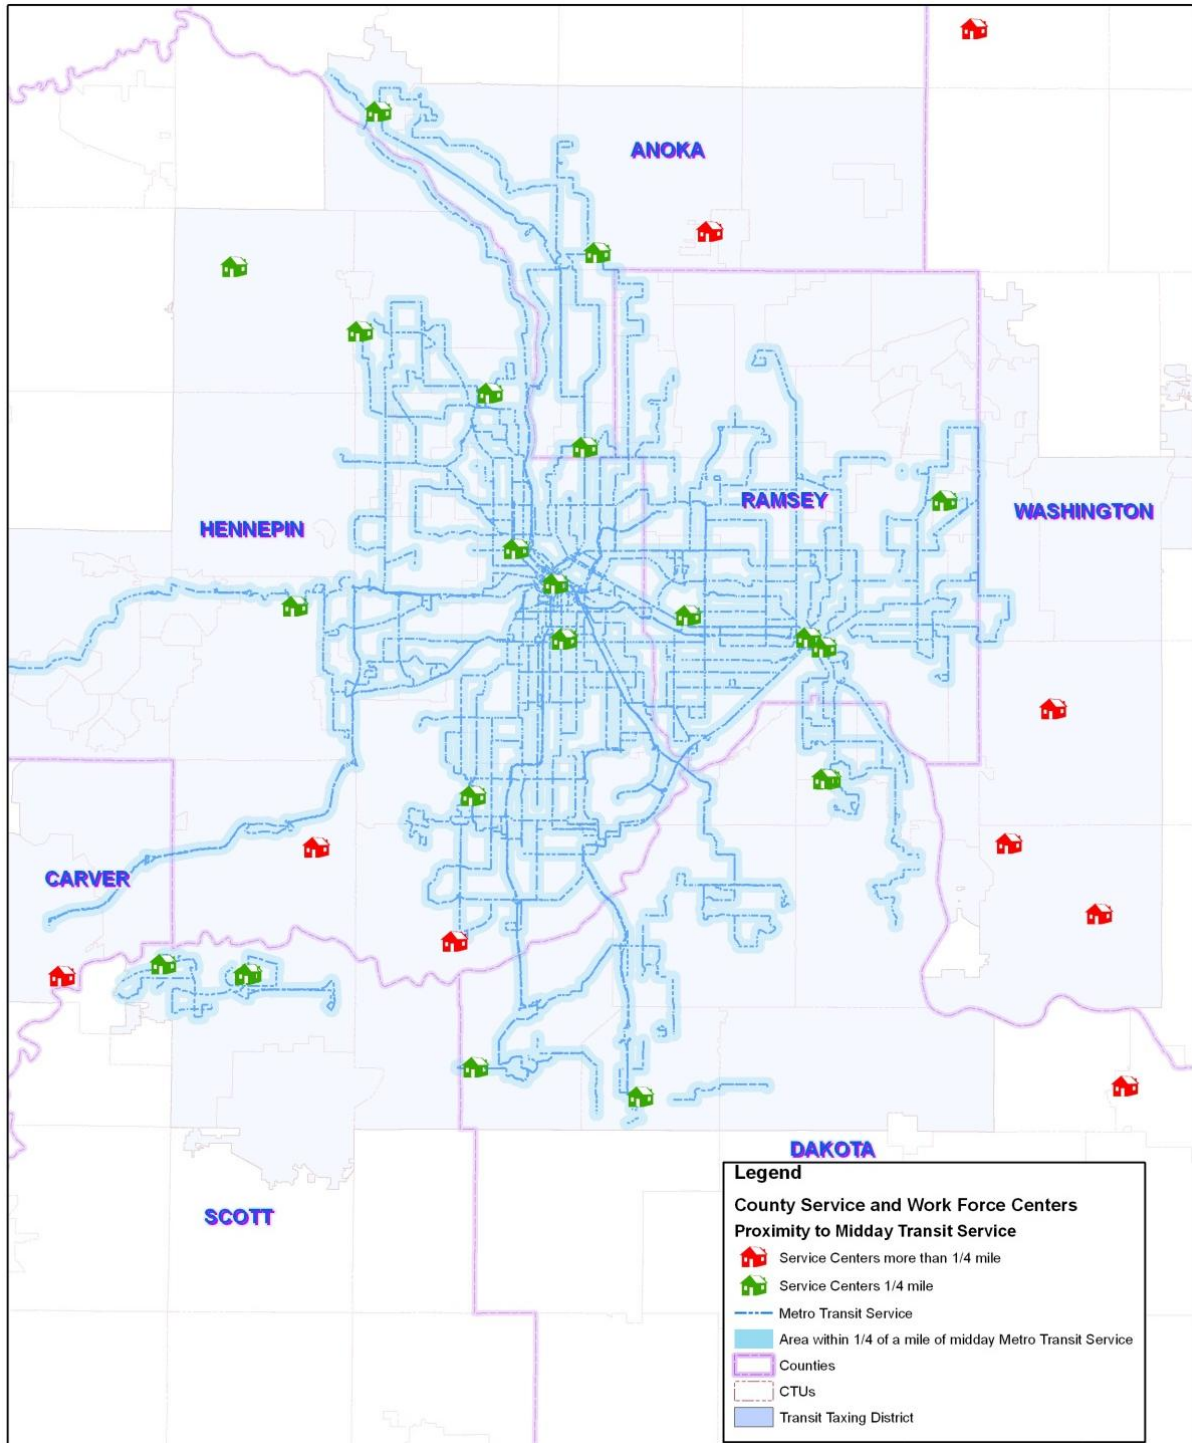 ANOKA
RAMSEY
WASHINGTON
HENNEPIN
CARVER
DAKOTA
SCOTT
Legend
County Service and Work Force Centers
Proximity to Midday Transit Service
Service Centers more than 1/4 mile
Service Centers 1/4 mile
Metro Transit Service
Area within 1/4 of a mile of midday Metro Transit Service
Counties
CTUs
Transit Taxing District